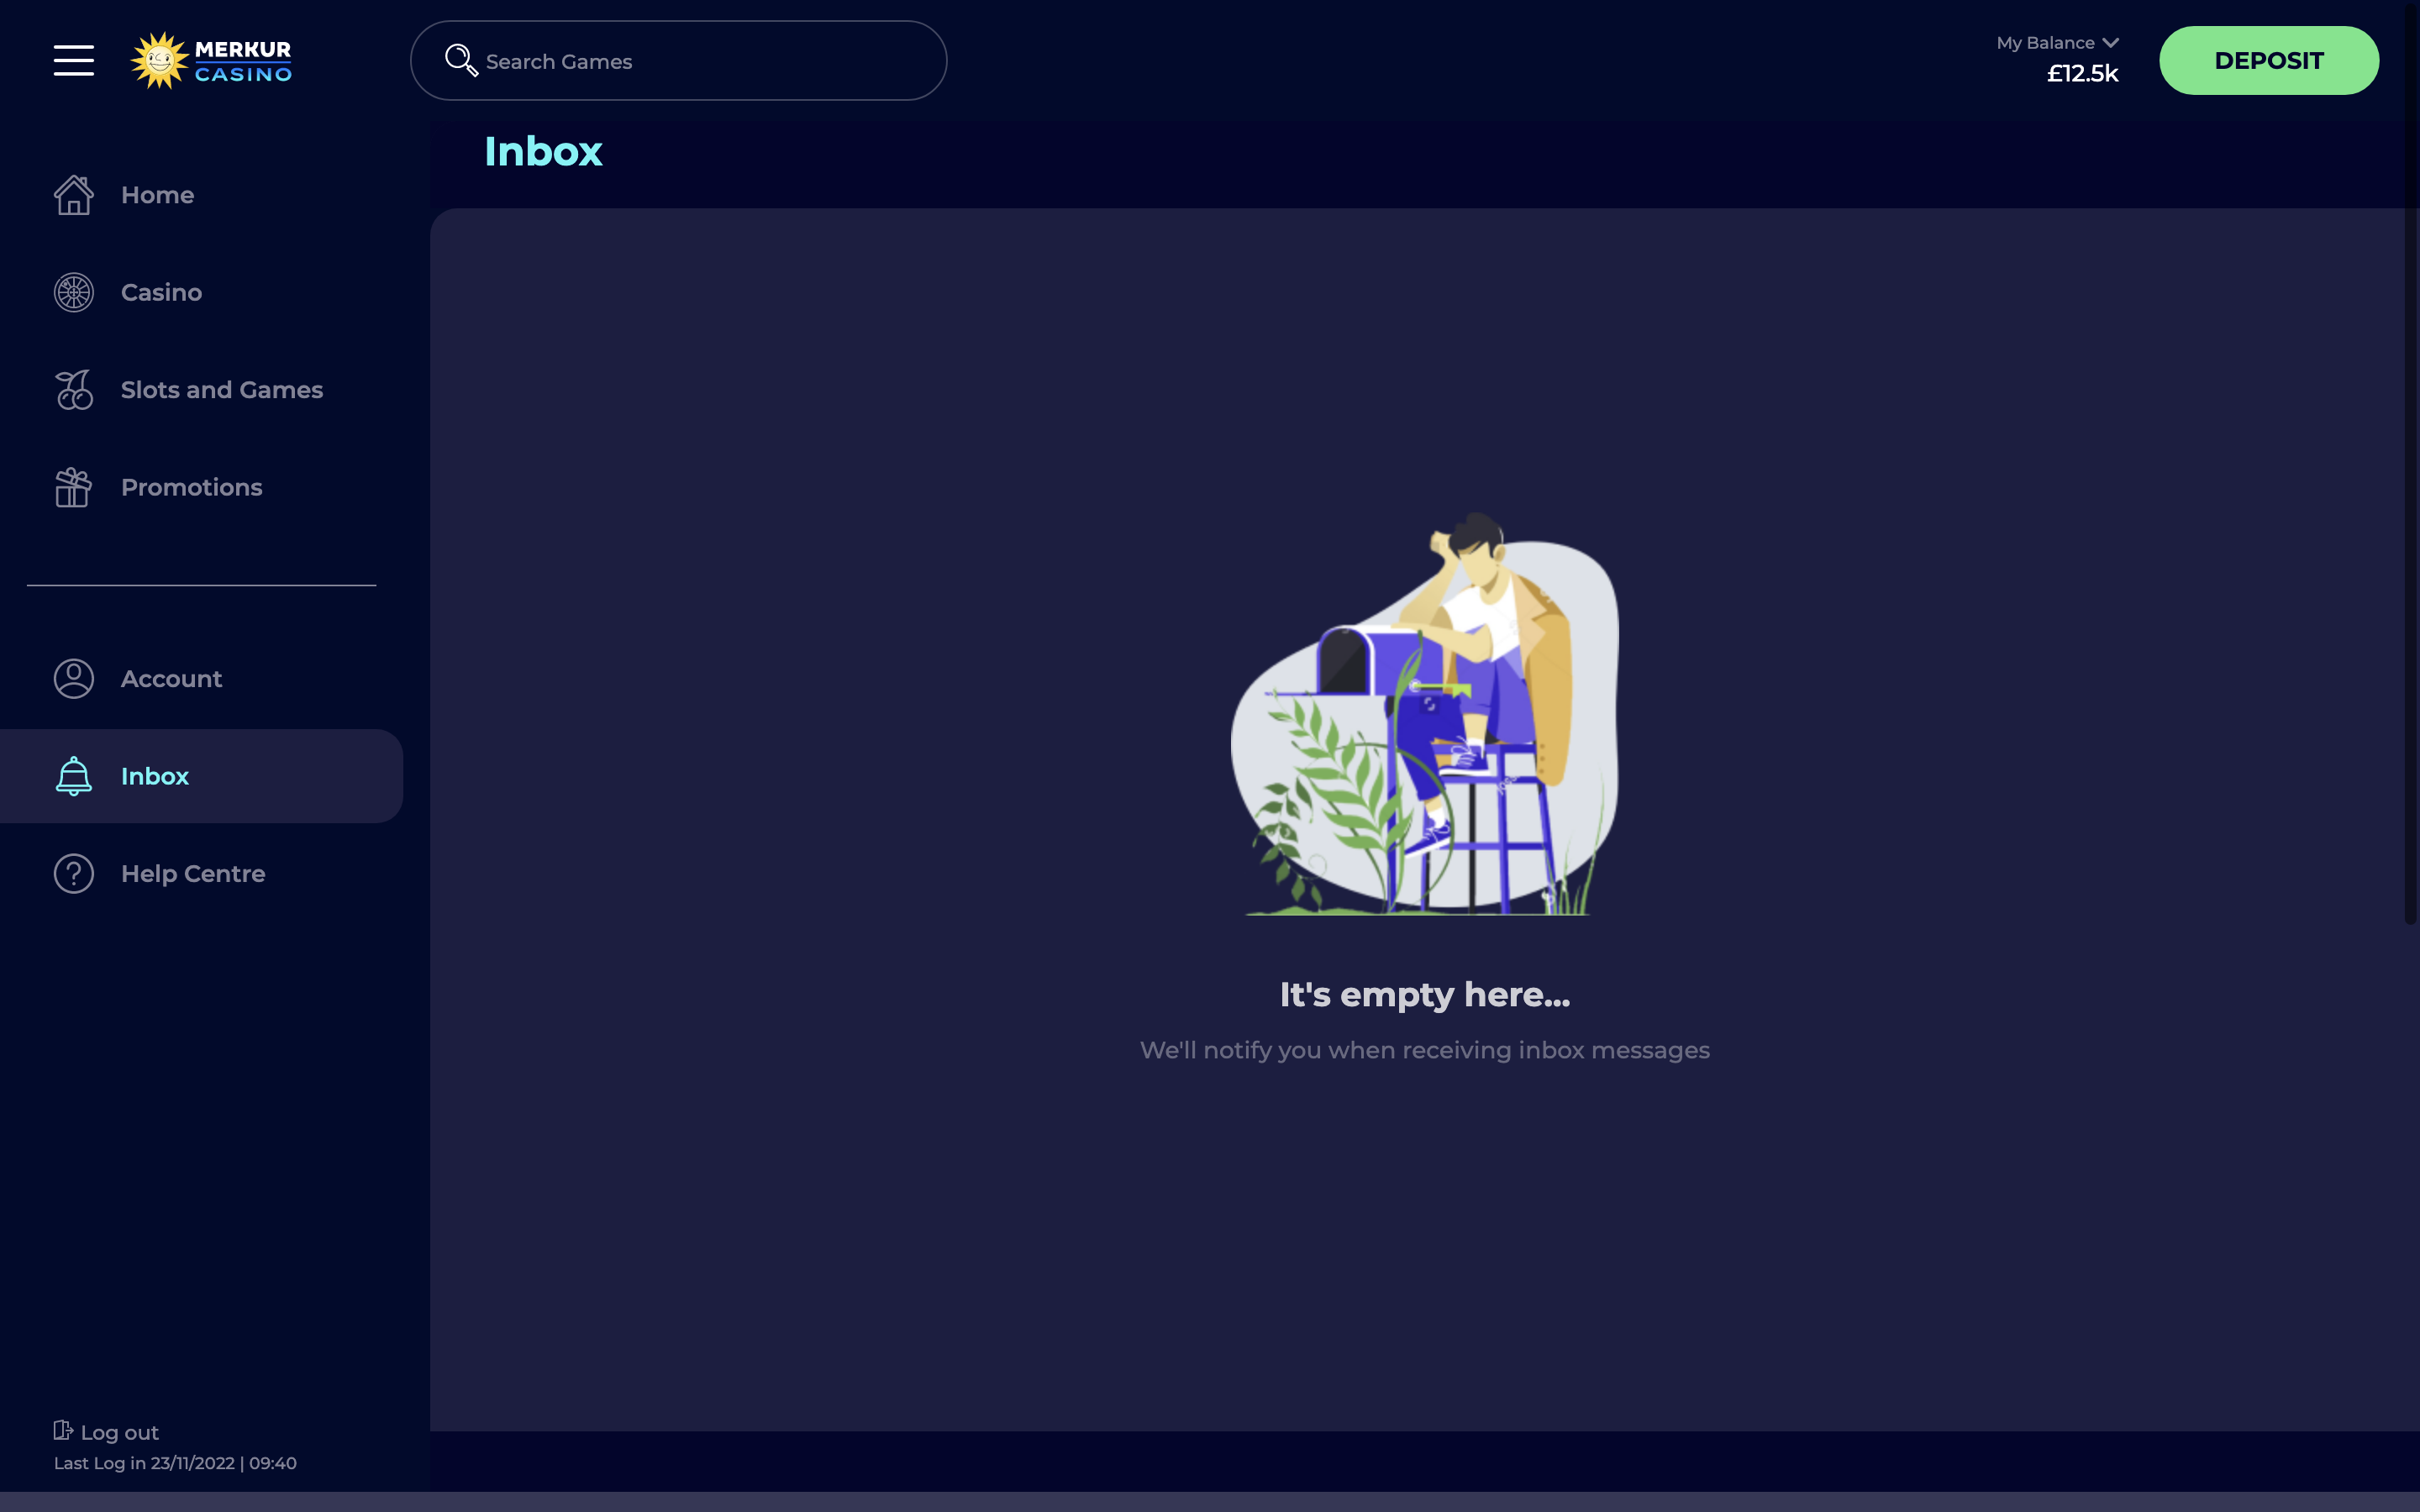 MERKUR
CASINO
Search Games
My Balance
£12.5k
DEPOSIT
Inbox
Home
Casino
Slots and Games
Promotions
Account
Inbox
Help Centre
It's empty here...
We'll notify you when receiving inbox messages
Log out
Last Log in 23/11/2022 | 09:40